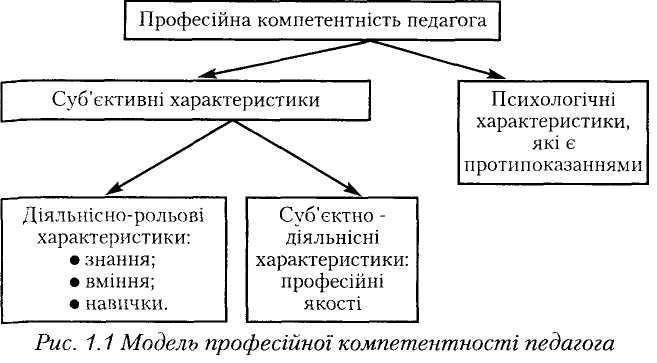 Професійна компетентність педагога
Суб'єктивні характеристики
Психологічні
характеристики,
які є
протипоказаннями
Діяльнісно-рольові
характеристики:
● знання;
● вміння;
● навички.
Суб'єктно -
діяльнісні
характеристики:
професійні
якості
Рис. 1.1 Модель професійної компетентності педагога